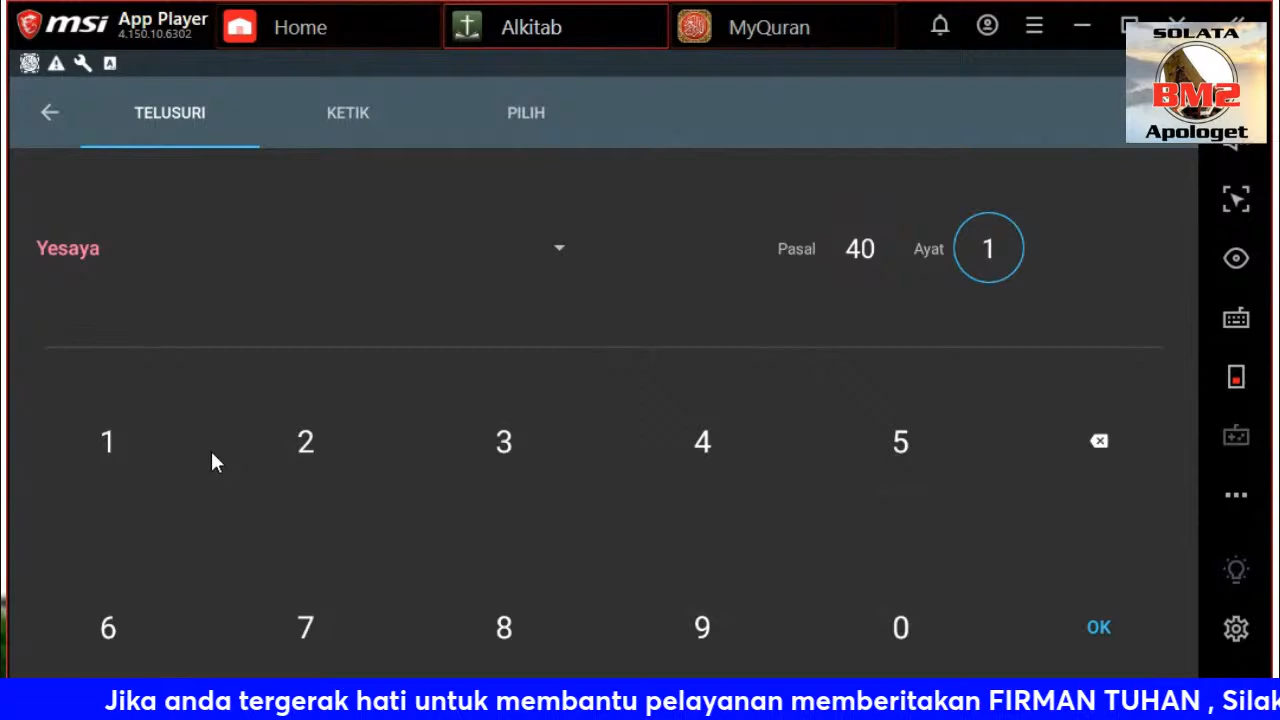 msi App Player
4.150.10.6302
Home
Alkitab
MyQuran
SOLATA
BM2
Apologet
TELUSURI
KETIK
PILIH
Yesaya
Pasal 40 Ayat 1
1 2 3 4 5
6 7 8 9 0 OK
Jika anda tergerak hati untuk membantu pelayanan memberitakan FIRMAN TUHAN , Silak